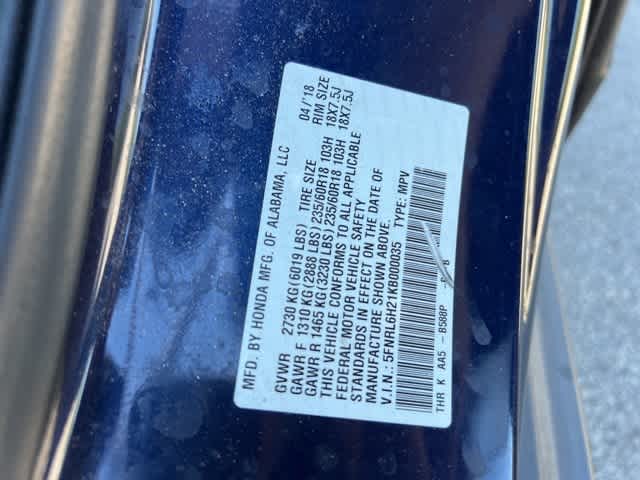 MFD. BY HONDA MFG. OF ALABAMA, LLC 04/'18
GVWR 2730 KG(6019 LBS) TIRE SIZE RIM SIZE
GAWR F 1310 KG(2888 LBS) 235/60R18 103H 18X7.5J
GAWR R 1465 KG(3230 LBS) 235/60R18 103H 18X7.5J
THIS VEHICLE CONFORMS TO ALL APPLICABLE
FEDERAL MOTOR VEHICLE SAFETY
STANDARDS IN EFFECT ON THE DATE OF
MANUFACTURE SHOWN ABOVE.
V.I.N.: 5FNRL6H21KB000035 TYPE: MPV
THR K AA5 - B588P - B